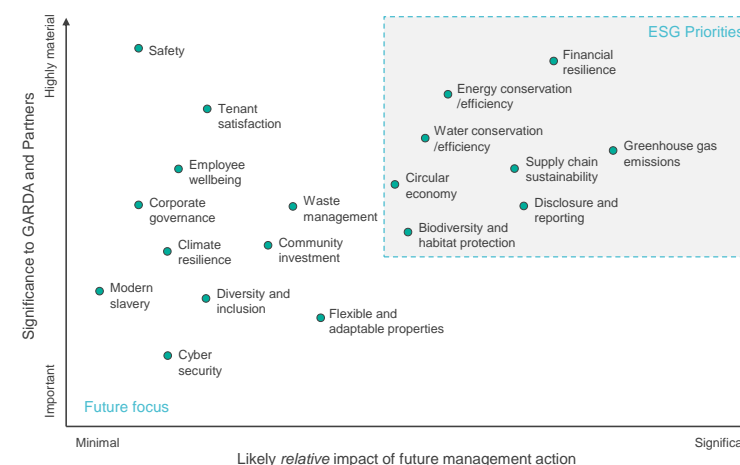 ESG Priorities
Highly material
Significance to GARDA and Partners
Important
Safety
Financial
resilience
Energy conservation
/efficiency
Tenant
satisfaction
Water conservation
/efficiency
Greenhouse gas
emissions
Employee
wellbeing
Supply chain
sustainability
Circular
economy
Corporate
governance
Waste
management
Disclosure and
reporting
Biodiversity and
habitat protection
Climate
resilience
Community
investment
Modern
slavery
Diversity and
inclusion
Flexible and
adaptable properties
Cyber
security
Future focus
Minimal
Significa
Likely relative impact of future management action